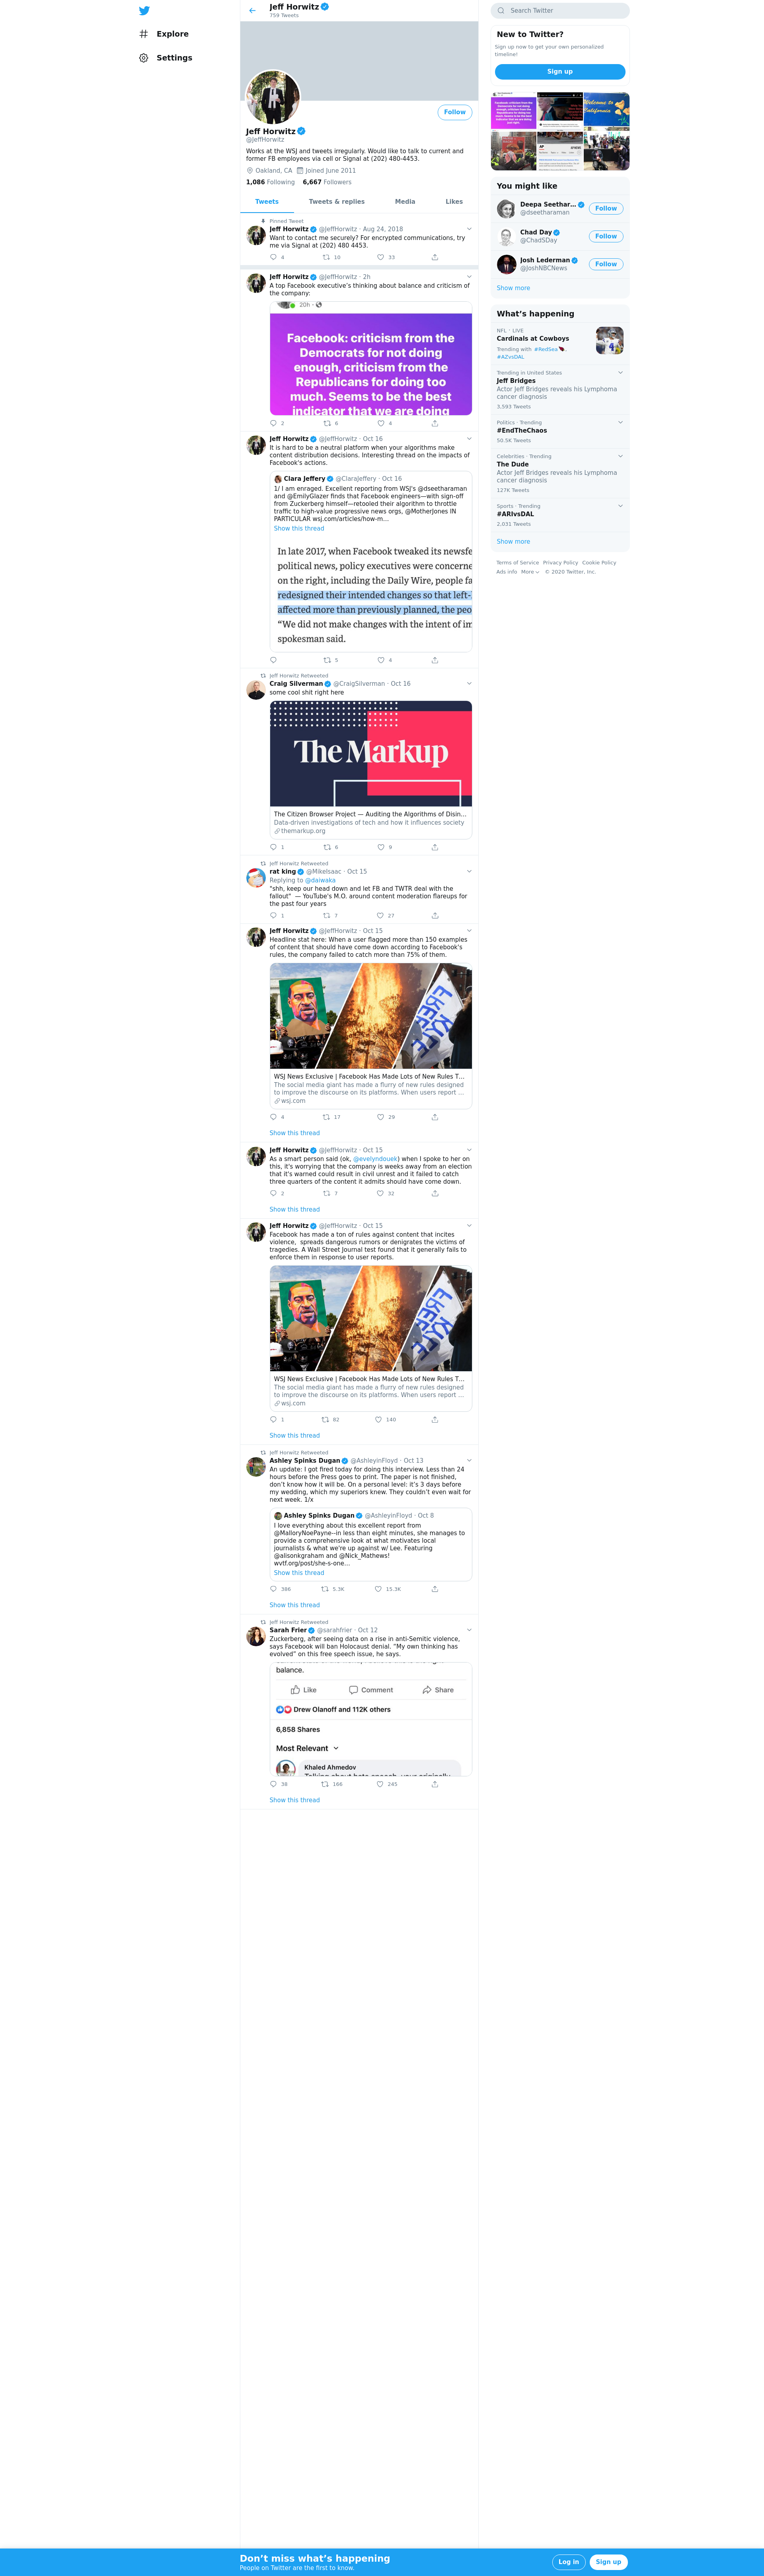 Explore
Settings
Jeff Horwitz
759 Tweets
Follow
Jeff Horwitz
@JeffHorwitz
Works at the WSJ and tweets irregularly. Would like to talk to current and
former FB employees via cell or Signal at (202) 480-4453.
Oakland, CA Joined June 2011
1,086 Following 6,667 Followers
Tweets Tweets & replies Media Likes
Pinned Tweet
Jeff Horwitz @JeffHorwitz · Aug 24, 2018
Want to contact me securely? For encrypted communications, try
me via Signal at (202) 480 4453.
4 10 33
Jeff Horwitz @JeffHorwitz · 2h
A top Facebook executive's thinking about balance and criticism of
the company:
20h ·
Facebook: criticism from the
Democrats for not doing
enough, criticism from the
Republicans for doing too
much. Seems to be the best
indicator that we are doing
2 6 4
Jeff Horwitz @JeffHorwitz · Oct 16
It is hard to be a neutral platform when your algorithms make
content distribution decisions. Interesting thread on the impacts of
Facebook's actions.
Clara Jeffery @ClaraJeffery · Oct 16
1/ I am enraged. Excellent reporting from WSJ's @dseetharaman
and @EmilyGlazer finds that Facebook engineers—with sign-off
from Zuckerberg himself—retooled their algorithm to throttle
traffic to high-value progressive news orgs, @MotherJones IN
PARTICULAR wsj.com/articles/how-m…
Show this thread
In late 2017, when Facebook tweaked its newsfe
political news, policy executives were concerne
on the right, including the Daily Wire, people fa
redesigned their intended changes so that left-
affected more than previously planned, the peo
"We did not make changes with the intent of im
spokesman said.
5 4
Jeff Horwitz Retweeted
Craig Silverman @CraigSilverman · Oct 16
some cool shit right here
The Markup
The Citizen Browser Project — Auditing the Algorithms of Disin...
Data-driven investigations of tech and how it influences society
themarkup.org
1 6 9
Jeff Horwitz Retweeted
rat king @MikeIsaac · Oct 15
Replying to @daiwaka
"shh, keep our head down and let FB and TWTR deal with the
fallout" — YouTube's M.O. around content moderation flareups for
the past four years
1 7 27
Jeff Horwitz @JeffHorwitz · Oct 15
Headline stat here: When a user flagged more than 150 examples
of content that should have come down according to Facebook's
rules, the company failed to catch more than 75% of them.
WSJ News Exclusive | Facebook Has Made Lots of New Rules T...
The social media giant has made a flurry of new rules designed
to improve the discourse on its platforms. When users report ...
wsj.com
4 17 29
Show this thread
Jeff Horwitz @JeffHorwitz · Oct 15
As a smart person said (ok, @evelyndouek) when I spoke to her on
this, it's worrying that the company is weeks away from an election
that it's warned could result in civil unrest and it failed to catch
three quarters of the content it admits should have come down.
2 7 32
Show this thread
Jeff Horwitz @JeffHorwitz · Oct 15
Facebook has made a ton of rules against content that incites
violence, spreads dangerous rumors or denigrates the victims of
tragedies. A Wall Street Journal test found that it generally fails to
enforce them in response to user reports.
WSJ News Exclusive | Facebook Has Made Lots of New Rules T...
The social media giant has made a flurry of new rules designed
to improve the discourse on its platforms. When users report ...
wsj.com
1 82 140
Show this thread
Jeff Horwitz Retweeted
Ashley Spinks Dugan @AshleyinFloyd · Oct 13
An update: I got fired today for doing this interview. Less than 24
hours before the Press goes to print. The paper is not finished,
don't know how it will be. On a personal level: it's 3 days before
my wedding, which my superiors knew. They couldn't even wait for
next week. 1/x
Ashley Spinks Dugan @AshleyinFloyd · Oct 8
I love everything about this excellent report from
@MalloryNoePayne--in less than eight minutes, she manages to
provide a comprehensive look at what motivates local
journalists & what we're up against w/ Lee. Featuring
@alisonkgraham and @Nick_Mathews!
wvtf.org/post/she-s-one…
Show this thread
386 5.3K 15.3K
Show this thread
Jeff Horwitz Retweeted
Sarah Frier @sarahfrier · Oct 12
Zuckerberg, after seeing data on a rise in anti-Semitic violence,
says Facebook will ban Holocaust denial. "My own thinking has
evolved" on this free speech issue, he says.
balance.
Like Comment Share
Drew Olanoff and 112K others
6,858 Shares
Most Relevant
Khaled Ahmedov
38 166 245
Show this thread
Search Twitter
New to Twitter?
Sign up now to get your own personalized
timeline!
Sign up
Welcome to
California
You might like
Deepa Seethar...
@dseetharaman
Follow
Chad Day
@ChadSDay
Follow
Josh Lederman
@JoshNBCNews
Follow
Show more
What's happening
NFL · LIVE
Cardinals at Cowboys
Trending with #RedSea,
#AZvsDAL
Trending in United States
Jeff Bridges
Actor Jeff Bridges reveals his Lymphoma
cancer diagnosis
3,593 Tweets
Politics · Trending
#EndTheChaos
50.5K Tweets
Celebrities · Trending
The Dude
Actor Jeff Bridges reveals his Lymphoma
cancer diagnosis
127K Tweets
Sports · Trending
#ARIvsDAL
2,031 Tweets
Show more
Terms of Service Privacy Policy Cookie Policy
Ads info More © 2020 Twitter, Inc.
Don't miss what's happening
People on Twitter are the first to know.
Log in Sign up